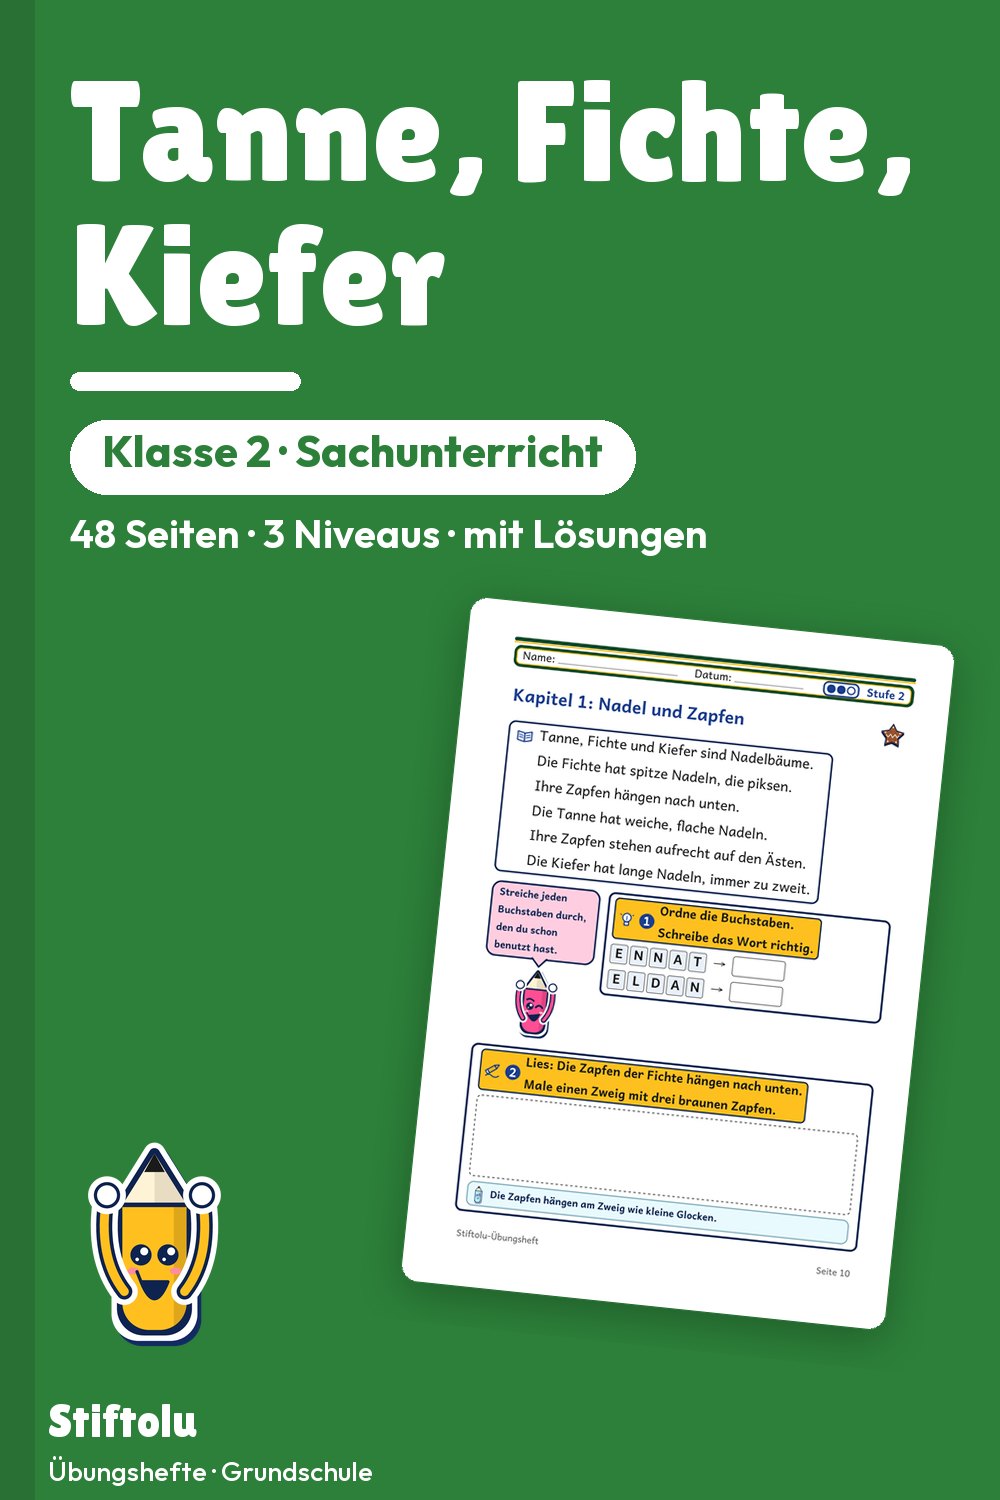 Tanne, Fichte,
Kiefer
Klasse 2 · Sachunterricht
48 Seiten · 3 Niveaus · mit Lösungen
Name: Datum: Stufe 2
Kapitel 1: Nadel und Zapfen
Tanne, Fichte und Kiefer sind Nadelbäume.
Die Fichte hat spitze Nadeln, die piksen.
Ihre Zapfen hängen nach unten.
Die Tanne hat weiche, flache Nadeln.
Ihre Zapfen stehen aufrecht auf den Ästen.
Die Kiefer hat lange Nadeln, immer zu zweit.
Streiche jeden
Buchstaben durch,
den du schon
benutzt hast.
1 Ordne die Buchstaben.
Schreibe das Wort richtig.
E N N A T →
E L D A N →
2 Lies: Die Zapfen der Fichte hängen nach unten.
Male einen Zweig mit drei braunen Zapfen.
Die Zapfen hängen am Zweig wie kleine Glocken.
Stiftolu-Übungsheft
Seite 10
Stiftolu
Übungshefte · Grundschule